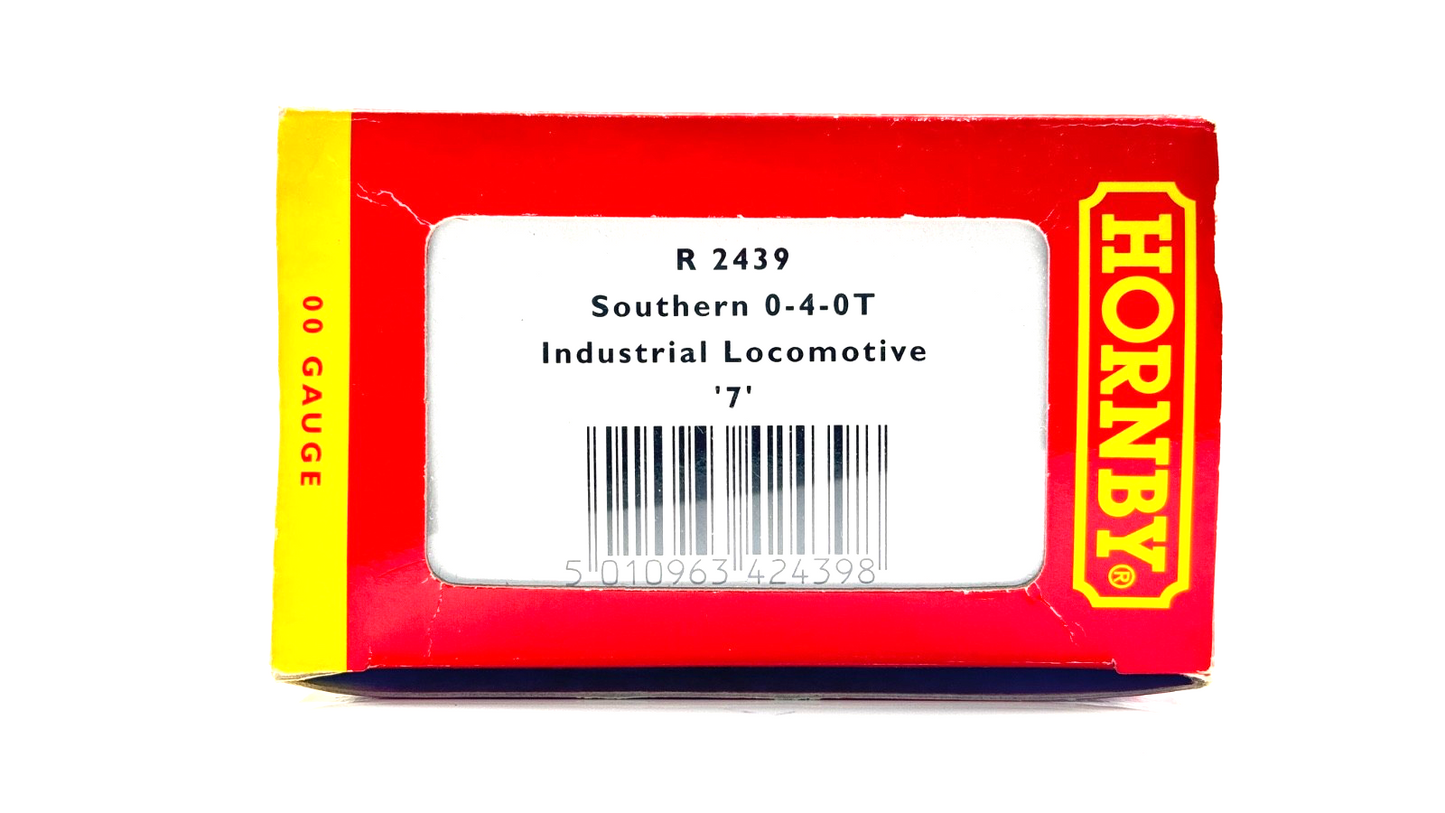 00 GAUGE
R 2439
Southern 0-4-0T
Industrial Locomotive
'7'
5 010963 424398
HORNBY®